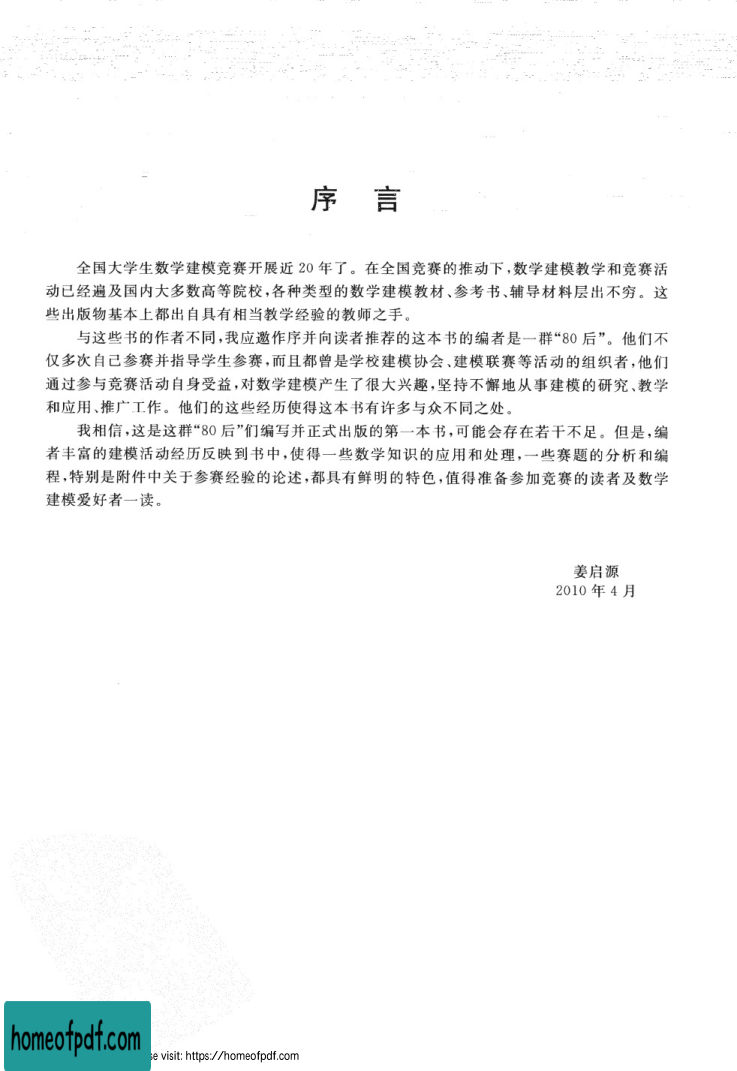 序 言
全国大学生数学建模竞赛开展近 20 年了。在全国竞赛的推动下,数学建模教学和竞赛活
动已经遍及国内大多数高等院校,各种类型的数学建模教材、参考书、辅导材料层出不穷。这
些出版物基本上都出自具有相当教学经验的教师之手。
与这些书的作者不同,我应邀作序并向读者推荐的这本书的编者是一群“80 后”。他们不
仅多次自己参赛并指导学生参赛,而且都曾是学校建模协会、建模联赛等活动的组织者,他们
通过参与竞赛活动自身受益,对数学建模产生了很大兴趣,坚持不懈地从事建模的研究、教学
和应用、推广工作。他们的这些经历使得这本书有许多与众不同之处。
我相信,这是这群“80 后”们编写并正式出版的第一本书,可能会存在若干不足。但是,编
者丰富的建模活动经历反映到书中,使得一些数学知识的应用和处理,一些赛题的分析和编
程,特别是附件中关于参赛经验的论述,都具有鲜明的特色,值得准备参加竞赛的读者及数学
建模爱好者一读。
姜启源
2010 年 4 月
homeofpdf.com
se visit: https://homeofpdf.com